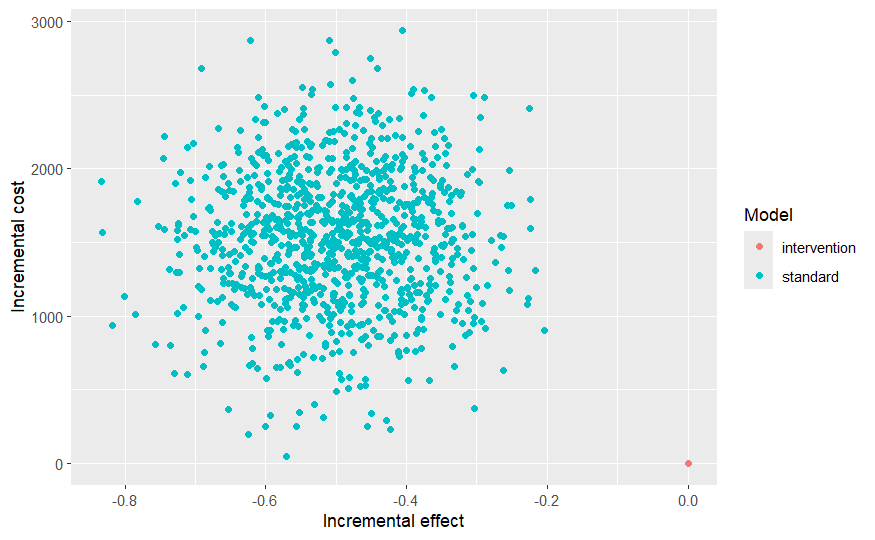 3000
2000
1000
0
Incremental cost
-0.8 -0.6 -0.4 -0.2 0.0
Incremental effect
Model
intervention
standard